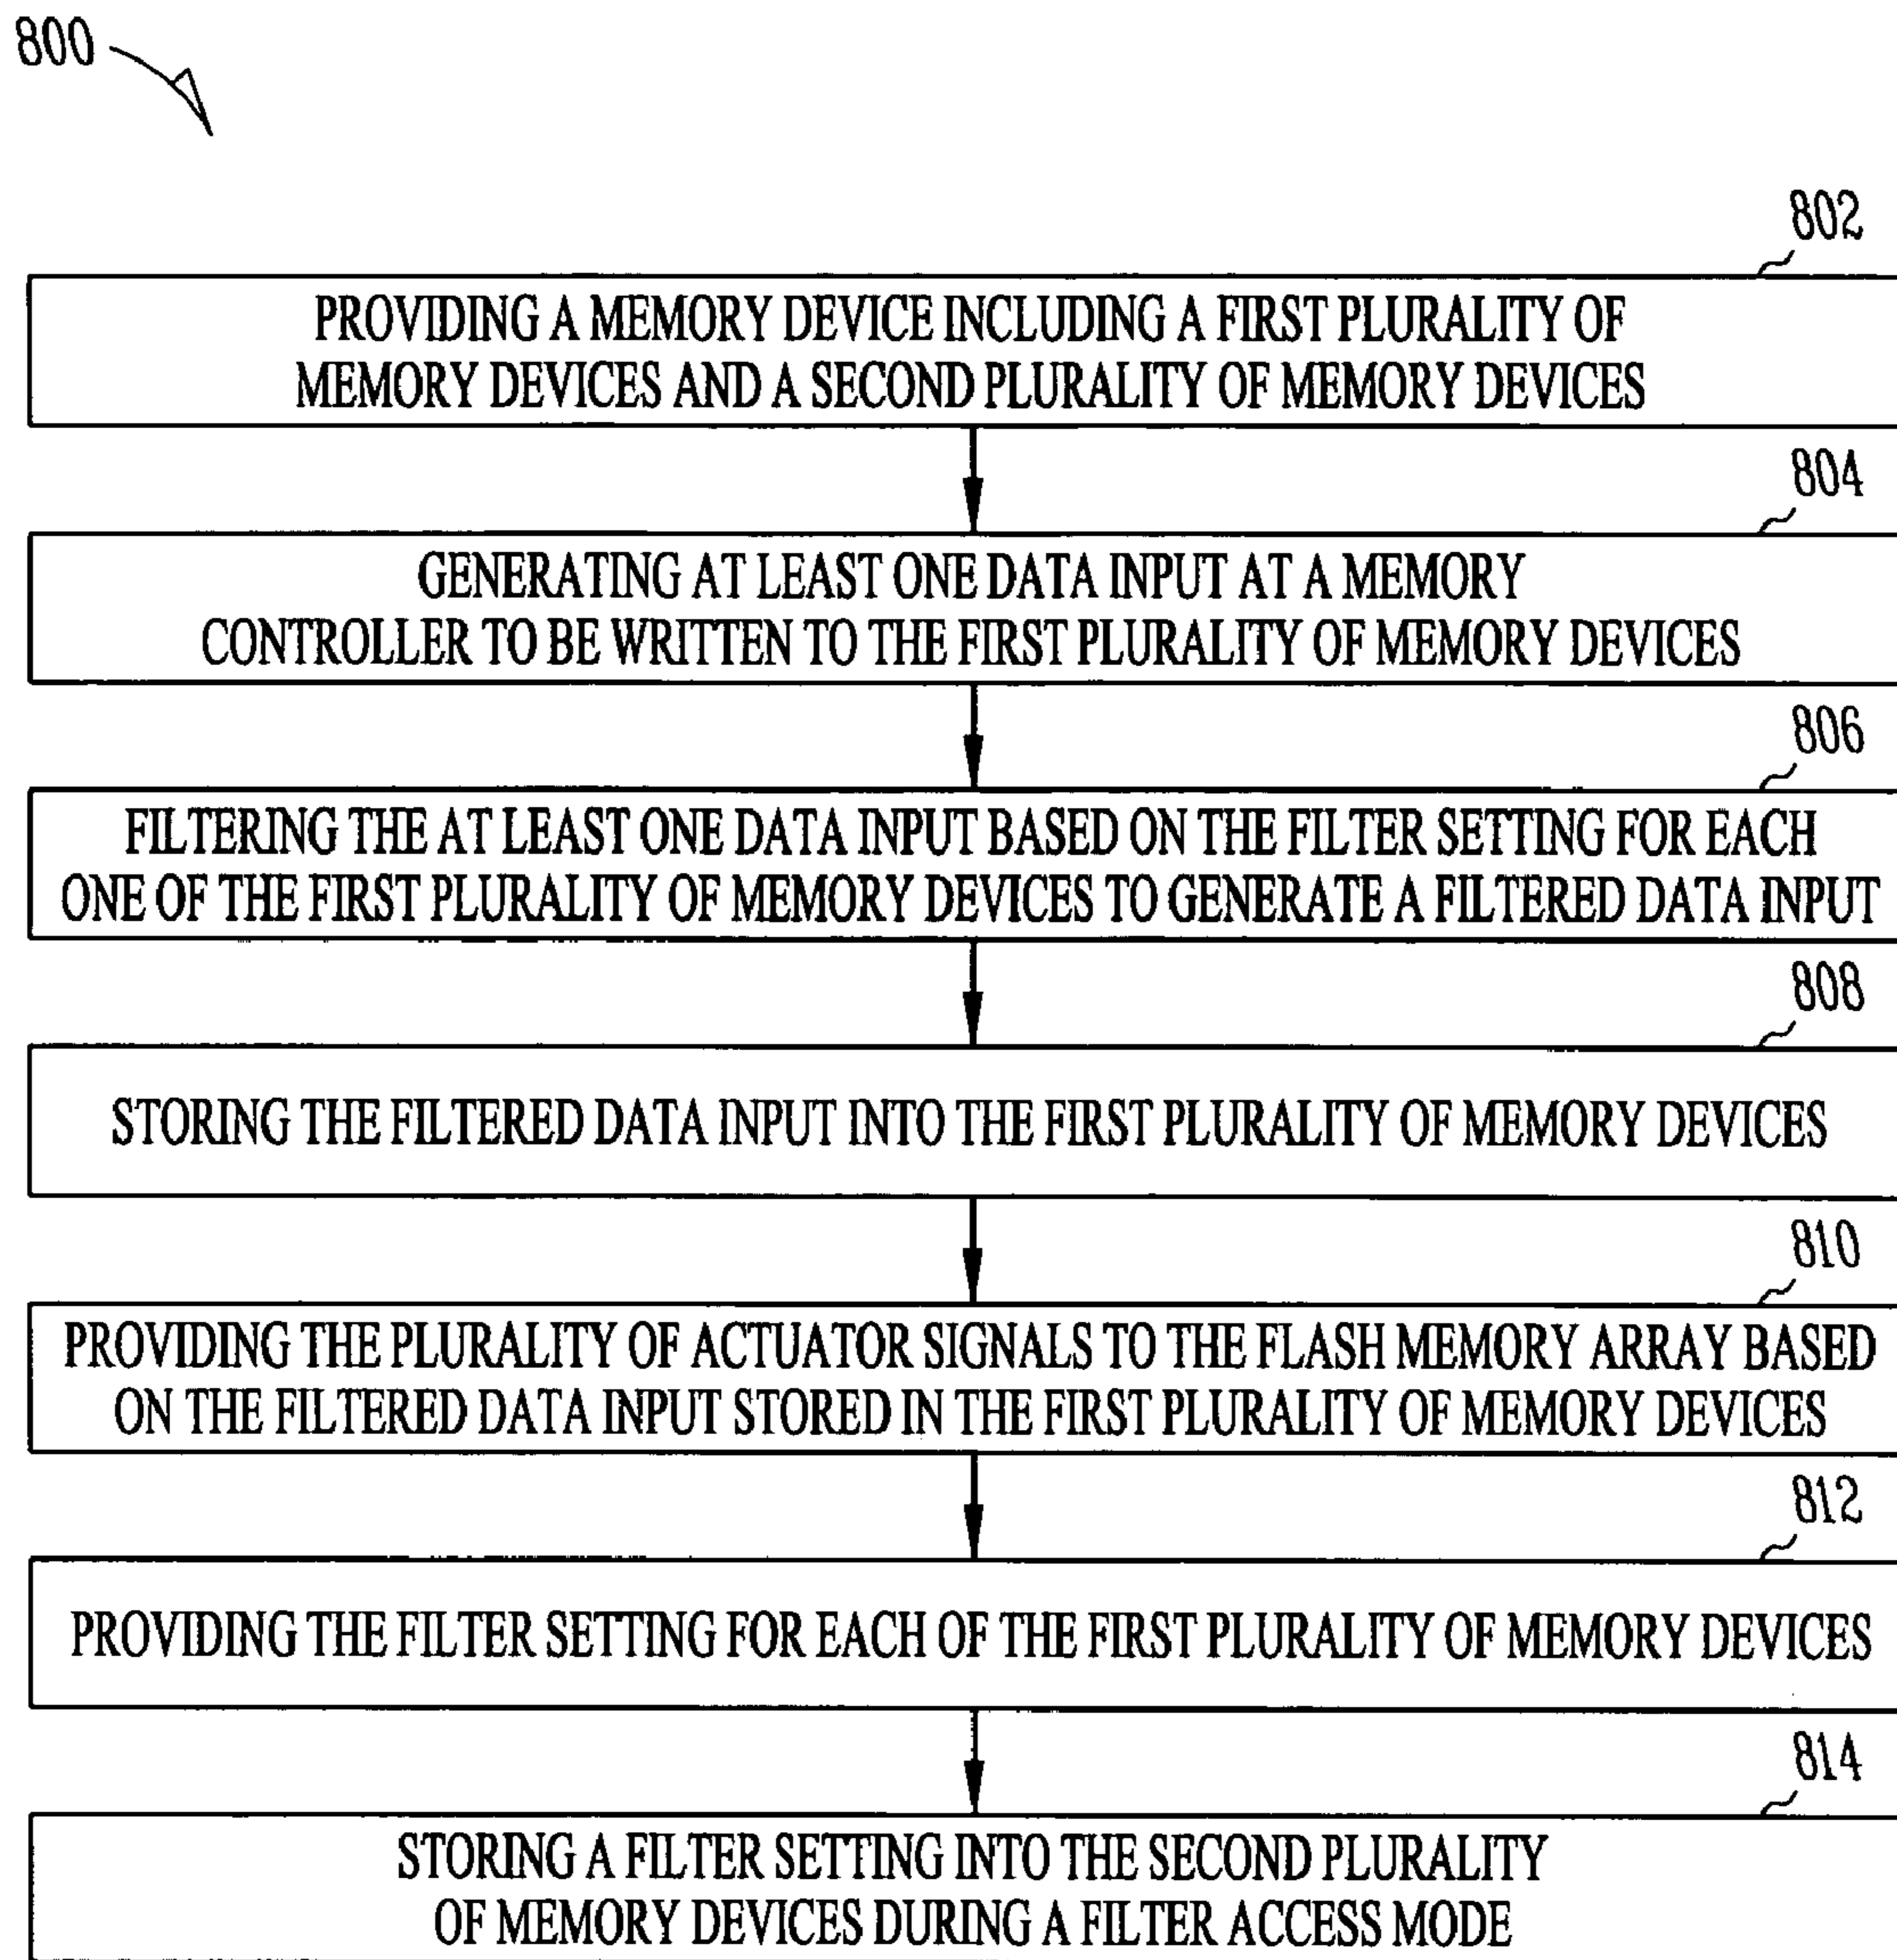 800
802
PROVIDING A MEMORY DEVICE INCLUDING A FIRST PLURALITY OF
MEMORY DEVICES AND A SECOND PLURALITY OF MEMORY DEVICES
804
GENERATING AT LEAST ONE DATA INPUT AT A MEMORY
CONTROLLER TO BE WRITTEN TO THE FIRST PLURALITY OF MEMORY DEVICES
806
FILTERING THE AT LEAST ONE DATA INPUT BASED ON THE FILTER SETTING FOR EACH
ONE OF THE FIRST PLURALITY OF MEMORY DEVICES TO GENERATE A FILTERED DATA INPUT
808
STORING THE FILTERED DATA INPUT INTO THE FIRST PLURALITY OF MEMORY DEVICES
810
PROVIDING THE PLURALITY OF ACTUATOR SIGNALS TO THE FLASH MEMORY ARRAY BASED
ON THE FILTERED DATA INPUT STORED IN THE FIRST PLURALITY OF MEMORY DEVICES
812
PROVIDING THE FILTER SETTING FOR EACH OF THE FIRST PLURALITY OF MEMORY DEVICES
814
STORING A FILTER SETTING INTO THE SECOND PLURALITY
OF MEMORY DEVICES DURING A FILTER ACCESS MODE